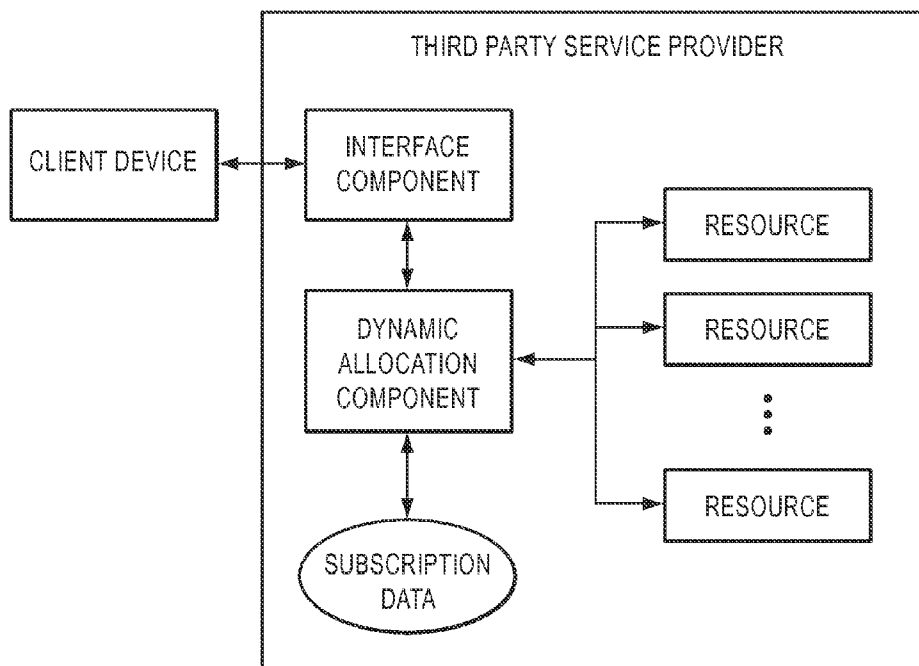 THIRD PARTY SERVICE PROVIDER
CLIENT DEVICE
INTERFACE
COMPONENT
RESOURCE
DYNAMIC
ALLOCATION
COMPONENT
RESOURCE
RESOURCE
SUBSCRIPTION
DATA